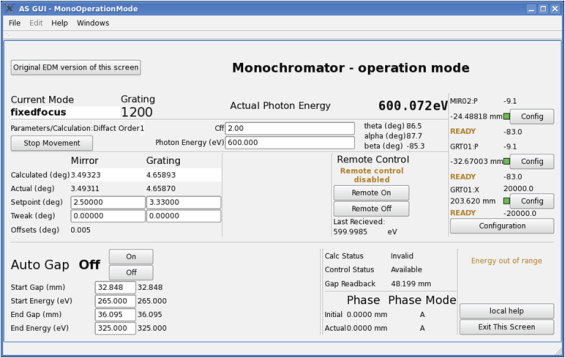 AS GUI - MonoOperationMode
File Edit Help Windows
Original EDM version of this screen
Monochromator - operation mode
Current Mode Grating
fixedfocus 1200 Actual Photon Energy 600.072eV
Parameters/Calculation:Diffact Order1 Cff 2.00
Stop Movement Photon Energy (eV) 600.000
theta (deg) 86.5
alpha (deg) 87.7
beta (deg) -85.3
MIR02:P -9.1
-24.48818 mm Config
READY -83.0
GRT01:P -9.1
-32.67003 mm Config
READY -83.0
GRT01:X 20000.0
203.620 mm Config
READY -20000.0
Configuration
Mirror Grating
Calculated (deg) 3.49323 4.65893
Actual (deg) 3.49311 4.65870
Setpoint (deg) 2.50000 3.33000
Tweak (deg) 0.00000 0.00000
Offsets (deg) 0.005
Remote Control
Remote control
disabled
Remote On
Remote Off
Last Recieved:
599.9985 eV
Auto Gap Off On
Off
Start Gap (mm) 32.848 32.848
Start Energy (eV) 265.000 265.000
End Gap (mm) 36.095 36.095
End Energy (eV) 325.000 325.000
Calc Status Invalid
Control Status Available
Gap Readback 48.199 mm
Phase Phase Mode
Initial 0.0000 mm A
Actual 0.0000 mm A
Energy out of range
local help
Exit This Screen